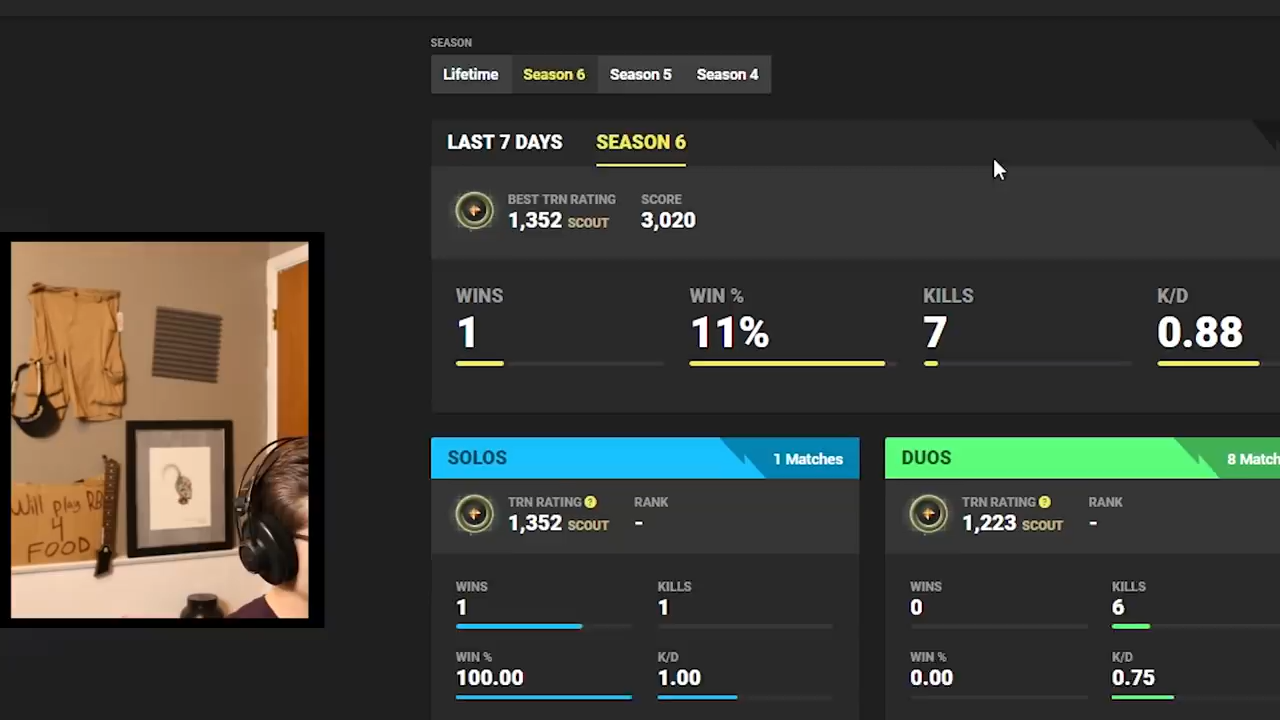 SEASON
Lifetime Season 6 Season 5 Season 4
LAST 7 DAYS SEASON 6
BEST TRN RATING SCORE
1,352 SCOUT 3,020
WINS WIN % KILLS K/D
1 11% 7 0.88
SOLOS 1 Matches DUOS 8 Match
TRN RATING ? RANK TRN RATING ? RANK
1,352 SCOUT - 1,223 SCOUT -
WINS KILLS WINS KILLS
1 1 0 6
WIN % K/D WIN % K/D
100.00 1.00 0.00 0.75
Will play RB
4
FOOD